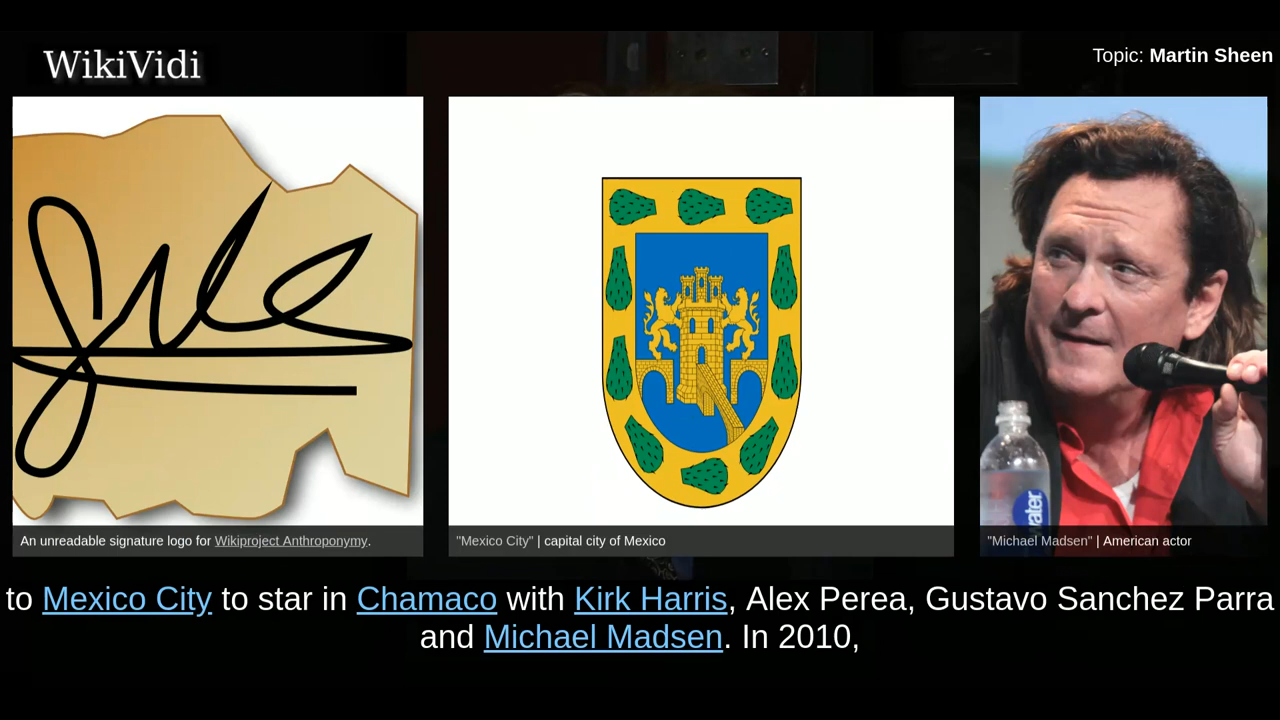 WikiVidi
Topic: Martin Sheen
water
An unreadable signature logo for Wikiproject Anthroponymy.
"Mexico City" | capital city of Mexico
"Michael Madsen" | American actor
to Mexico City to star in Chamaco with Kirk Harris, Alex Perea, Gustavo Sanchez Parra
and Michael Madsen. In 2010,